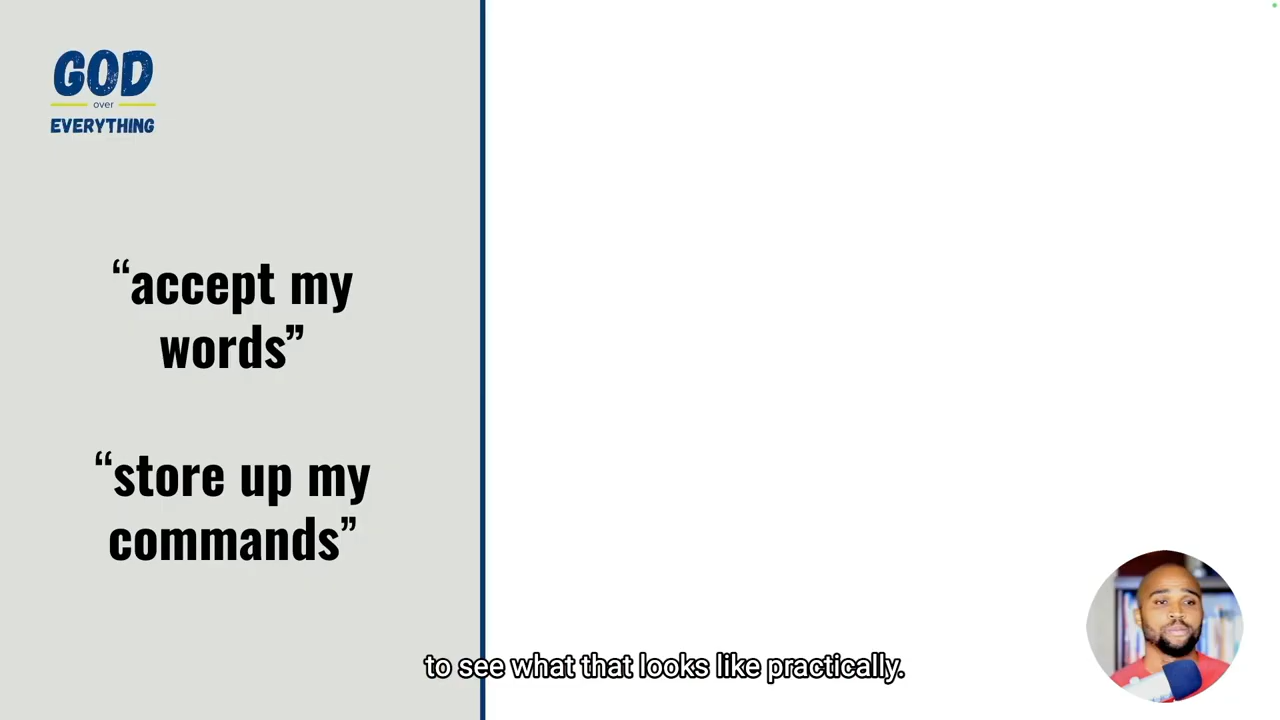 GOD
over
EVERYTHING
“accept my
words”
“store up my
commands”
to see what that looks like practically.